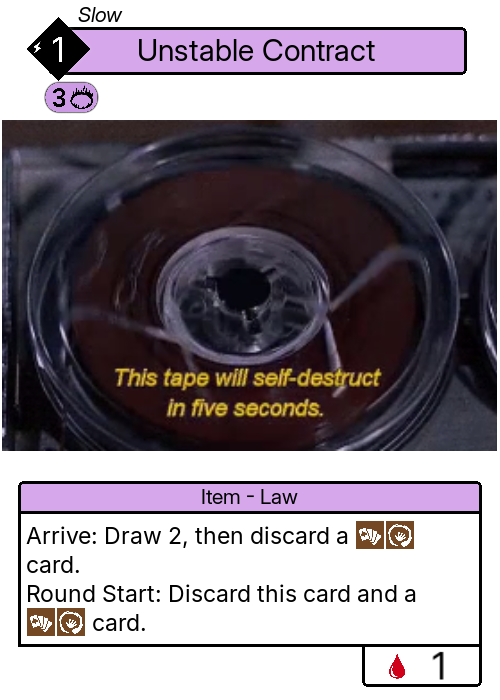 Slow
1
Unstable Contract
3
This tape will self-destruct
in five seconds.
Item - Law
Arrive: Draw 2, then discard a
card.
Round Start: Discard this card and a
card.
1